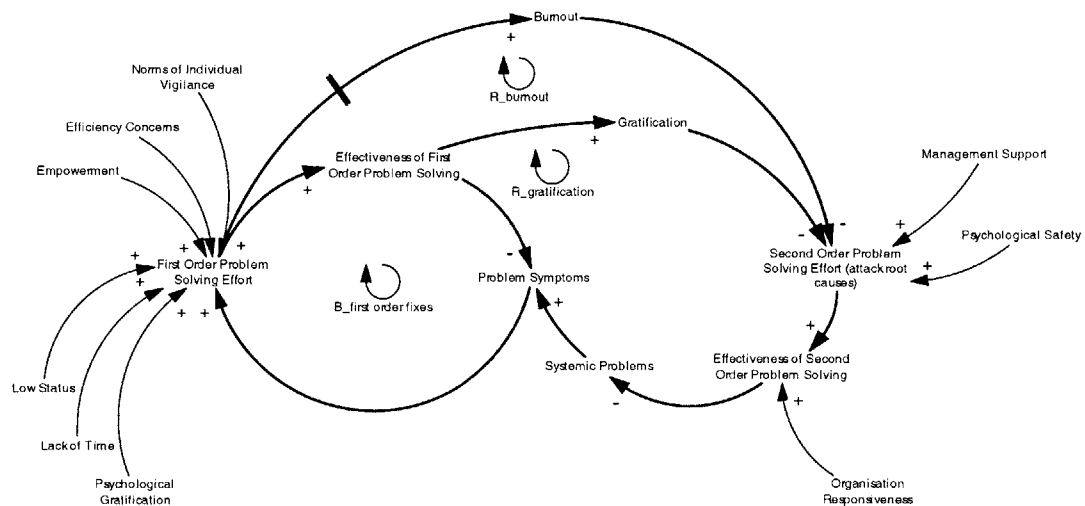 Burnout
+
R_burnout
Norms of Individual
Vigilance
Efficiency Concerns
Empowerment
Gratification
+
Effectiveness of First
Order Problem Solving
+
R_gratification
Management Support
Psychological Safety
-
-
+
+
+
+
-
+
+
First Order Problem
Solving Effort
+
+
B_first order fixes
Problem Symptoms
+
Second Order Problem
Solving Effort (attack root
causes)
+
Systemic Problems
-
Effectiveness of Second
Order Problem Solving
+
Low Status
Lack of Time
Psychological
Gratification
Organisation
Responsiveness